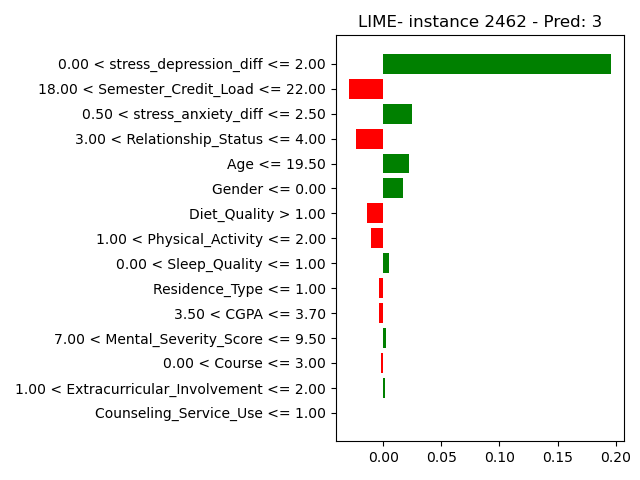 LIME- instance 2462 - Pred: 3
0.00 < stress_depression_diff <= 2.00
18.00 < Semester_Credit_Load <= 22.00
0.50 < stress_anxiety_diff <= 2.50
3.00 < Relationship_Status <= 4.00
Age <= 19.50
Gender <= 0.00
Diet_Quality > 1.00
1.00 < Physical_Activity <= 2.00
0.00 < Sleep_Quality <= 1.00
Residence_Type <= 1.00
3.50 < CGPA <= 3.70
7.00 < Mental_Severity_Score <= 9.50
0.00 < Course <= 3.00
1.00 < Extracurricular_Involvement <= 2.00
Counseling_Service_Use <= 1.00
0.00 0.05 0.10 0.15 0.20